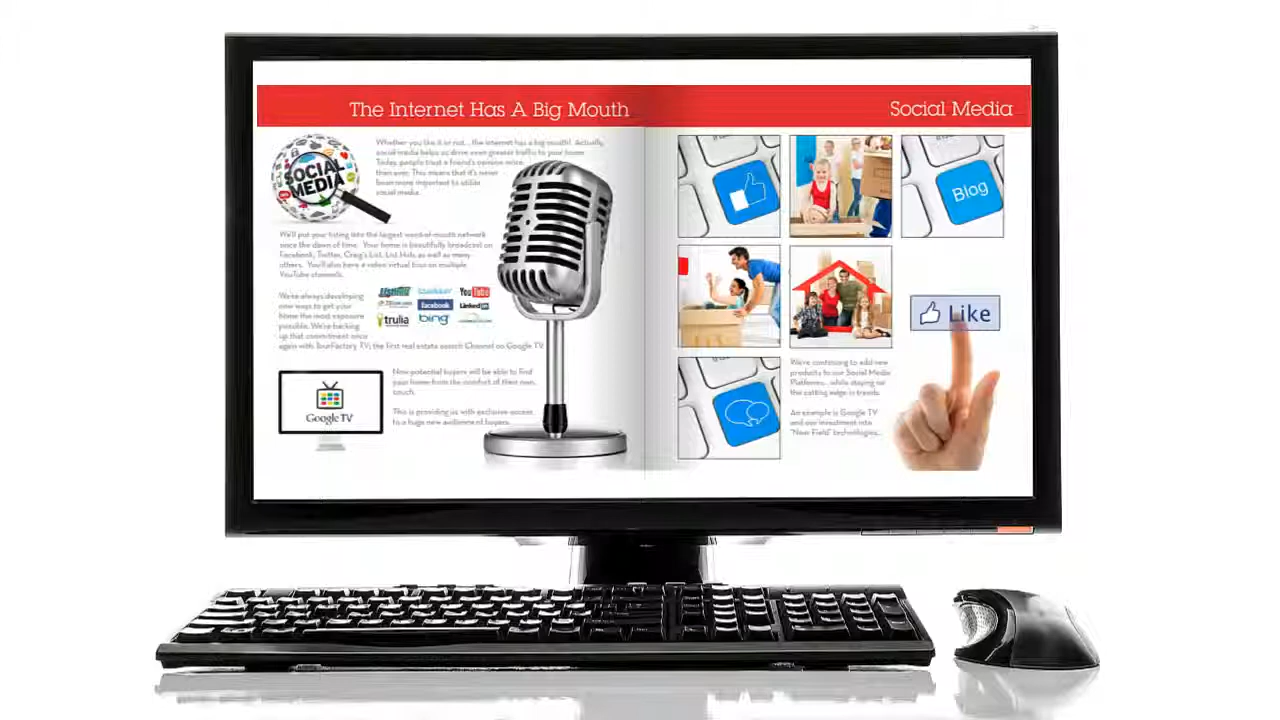 The Internet Has A Big Mouth
Social Media
SOCIAL
MEDIA
Whether you like it or not... the internet has a big mouth! Actually,
social media helps us drive even greater traffic to your home.
Today, people trust a friend's opinion more
than ever. This means that it's never
been more important to utilize
social media.
We'll put your listing into the largest word-of-mouth network
since the dawn of time. Your home is beautifully broadcast on
Facebook, Twitter, Craig's List, List Hub, as well as many
others. You'll also have a video virtual tour on multiple
YouTube channels.
We're always developing
new ways to get your
home the most exposure
possible. We're backing
up that commitment once
again with TourFactory TV; the first real estate search Channel on Google TV.
YouTube
facebook
Linked in
trulia
bing
Google TV
Now potential buyers will be able to find
your home from the comfort of their own
couch.
This is providing us with exclusive access
to a huge new audience of buyers.
Blog
Like
We're continuing to add new
products to our Social Media
Platforms... while staying on
the cutting edge in trends.
An example is Google TV
and our investment into
"Near Field" technologies...